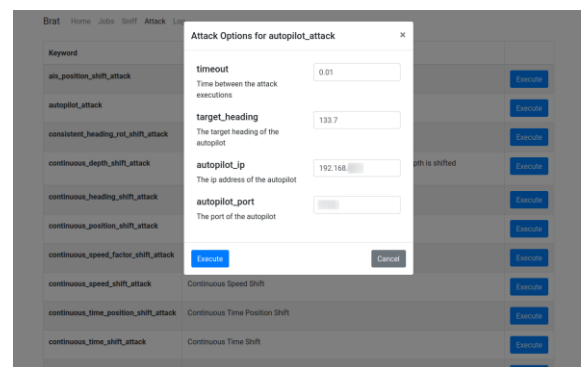 Brat Home Jobs Sniff Attack
Attack Options for autopilot_attack ×
Keyword
timeout
Time between the attack
executions
0.01
ais_position_shift_attack
Execute
autopilot_attack
Execute
target_heading
The target heading of the
autopilot
133.7
consistent_heading_rot_shift_attack
Execute
continuous_depth_shift_attack
pth is shifted
Execute
autopilot_ip
The ip address of the autopilot
192.168.
continuous_heading_shift_attack
Execute
autopilot_port
The port of the autopilot
continuous_position_shift_attack
Execute
continuous_speed_factor_shift_attack
Execute
Execute Cancel
continuous_speed_shift_attack Continuous Speed Shift
Execute
continuous_time_position_shift_attack Continuous Time Position Shift
Execute
continuous_time_shift_attack Continuous Time Shift
Execute